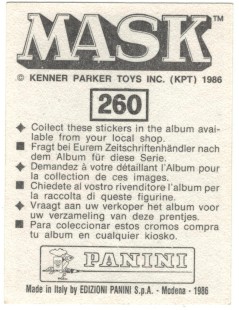 MASK™
© KENNER PARKER TOYS INC. (KPT) 1986
260
Collect these stickers in the album avai-
lable from your local shop.
Fragt bei Eurem Zeitschriftenhändler nach
dem Album für diese Serie.
Demandez à votre détaillant l'Album pour
la collection de ces images.
Chiedete al vostro rivenditore l'album per
la raccolta di queste figurine.
Vraagt aan uw verkoper het album voor
uw verzameling van deze prentjes.
Para coleccionar estos cromos compra
tu album en cualquier kiosko.
PANINI
Made in Italy by EDIZIONI PANINI S.p.A. - Modena - 1986